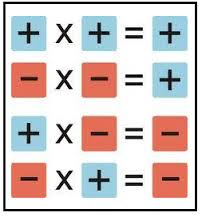 + x + = +
− x − = +
+ x − = −
− x + = −